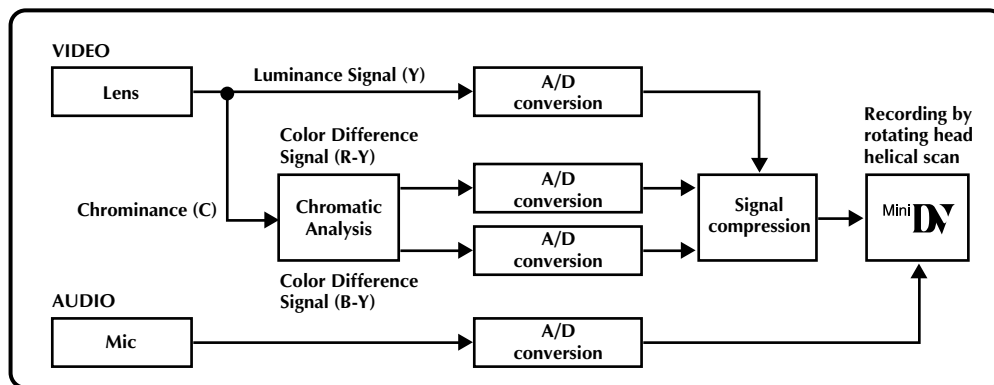 VIDEO
Lens
Luminance Signal (Y)
A/D
conversion
Recording by
rotating head
helical scan
Color Difference
Signal (R-Y)
Chrominance (C)
Chromatic
Analysis
A/D
conversion
A/D
conversion
Signal
compression
Mini DV
Color Difference
Signal (B-Y)
AUDIO
Mic
A/D
conversion